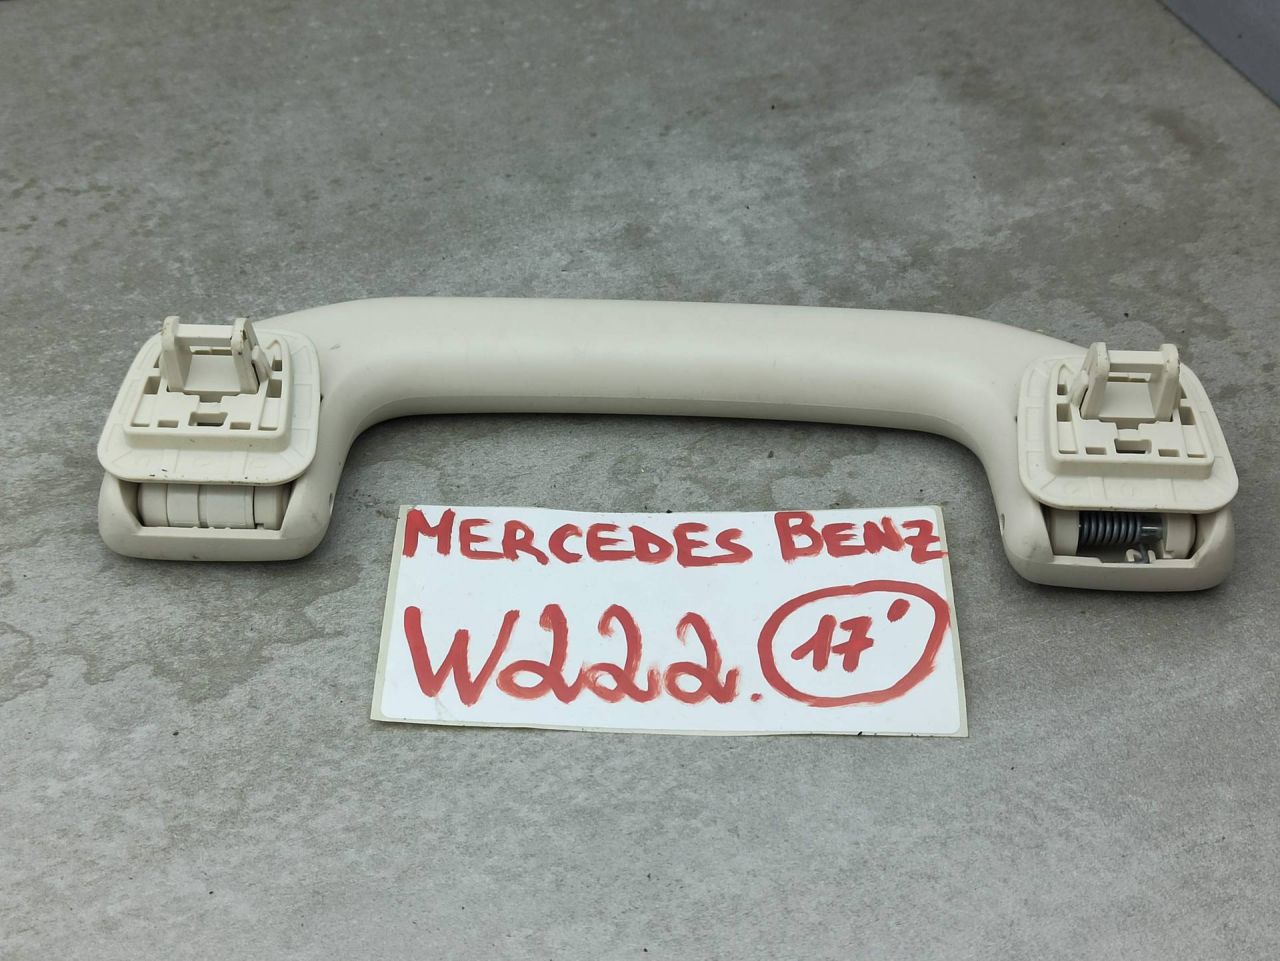 MERCEDES BENZ
W222. 17'